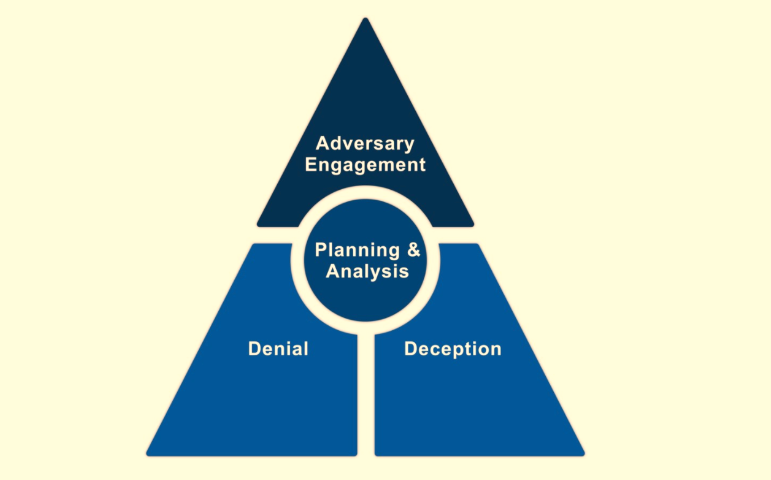 Adversary
Engagement
Planning &
Analysis
Denial
Deception